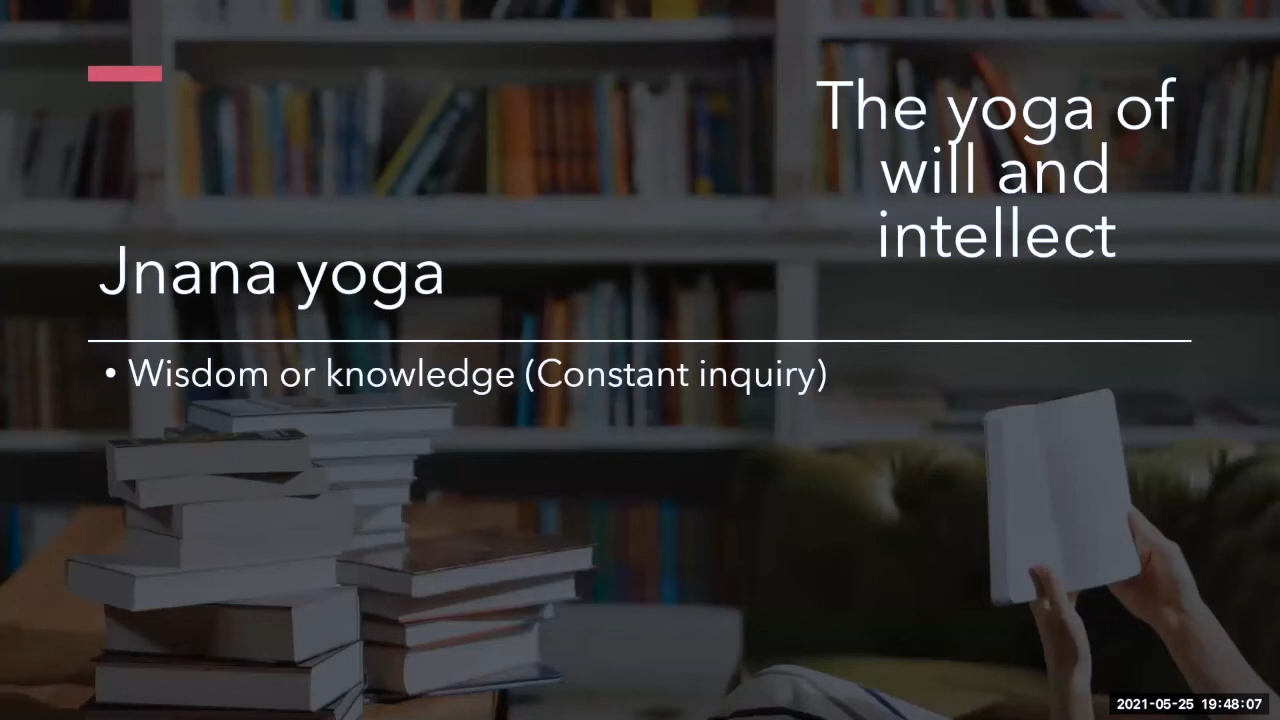 The yoga of
will and
intellect
Jnana yoga
• Wisdom or knowledge (Constant inquiry)
2021-05-25 19:48:07